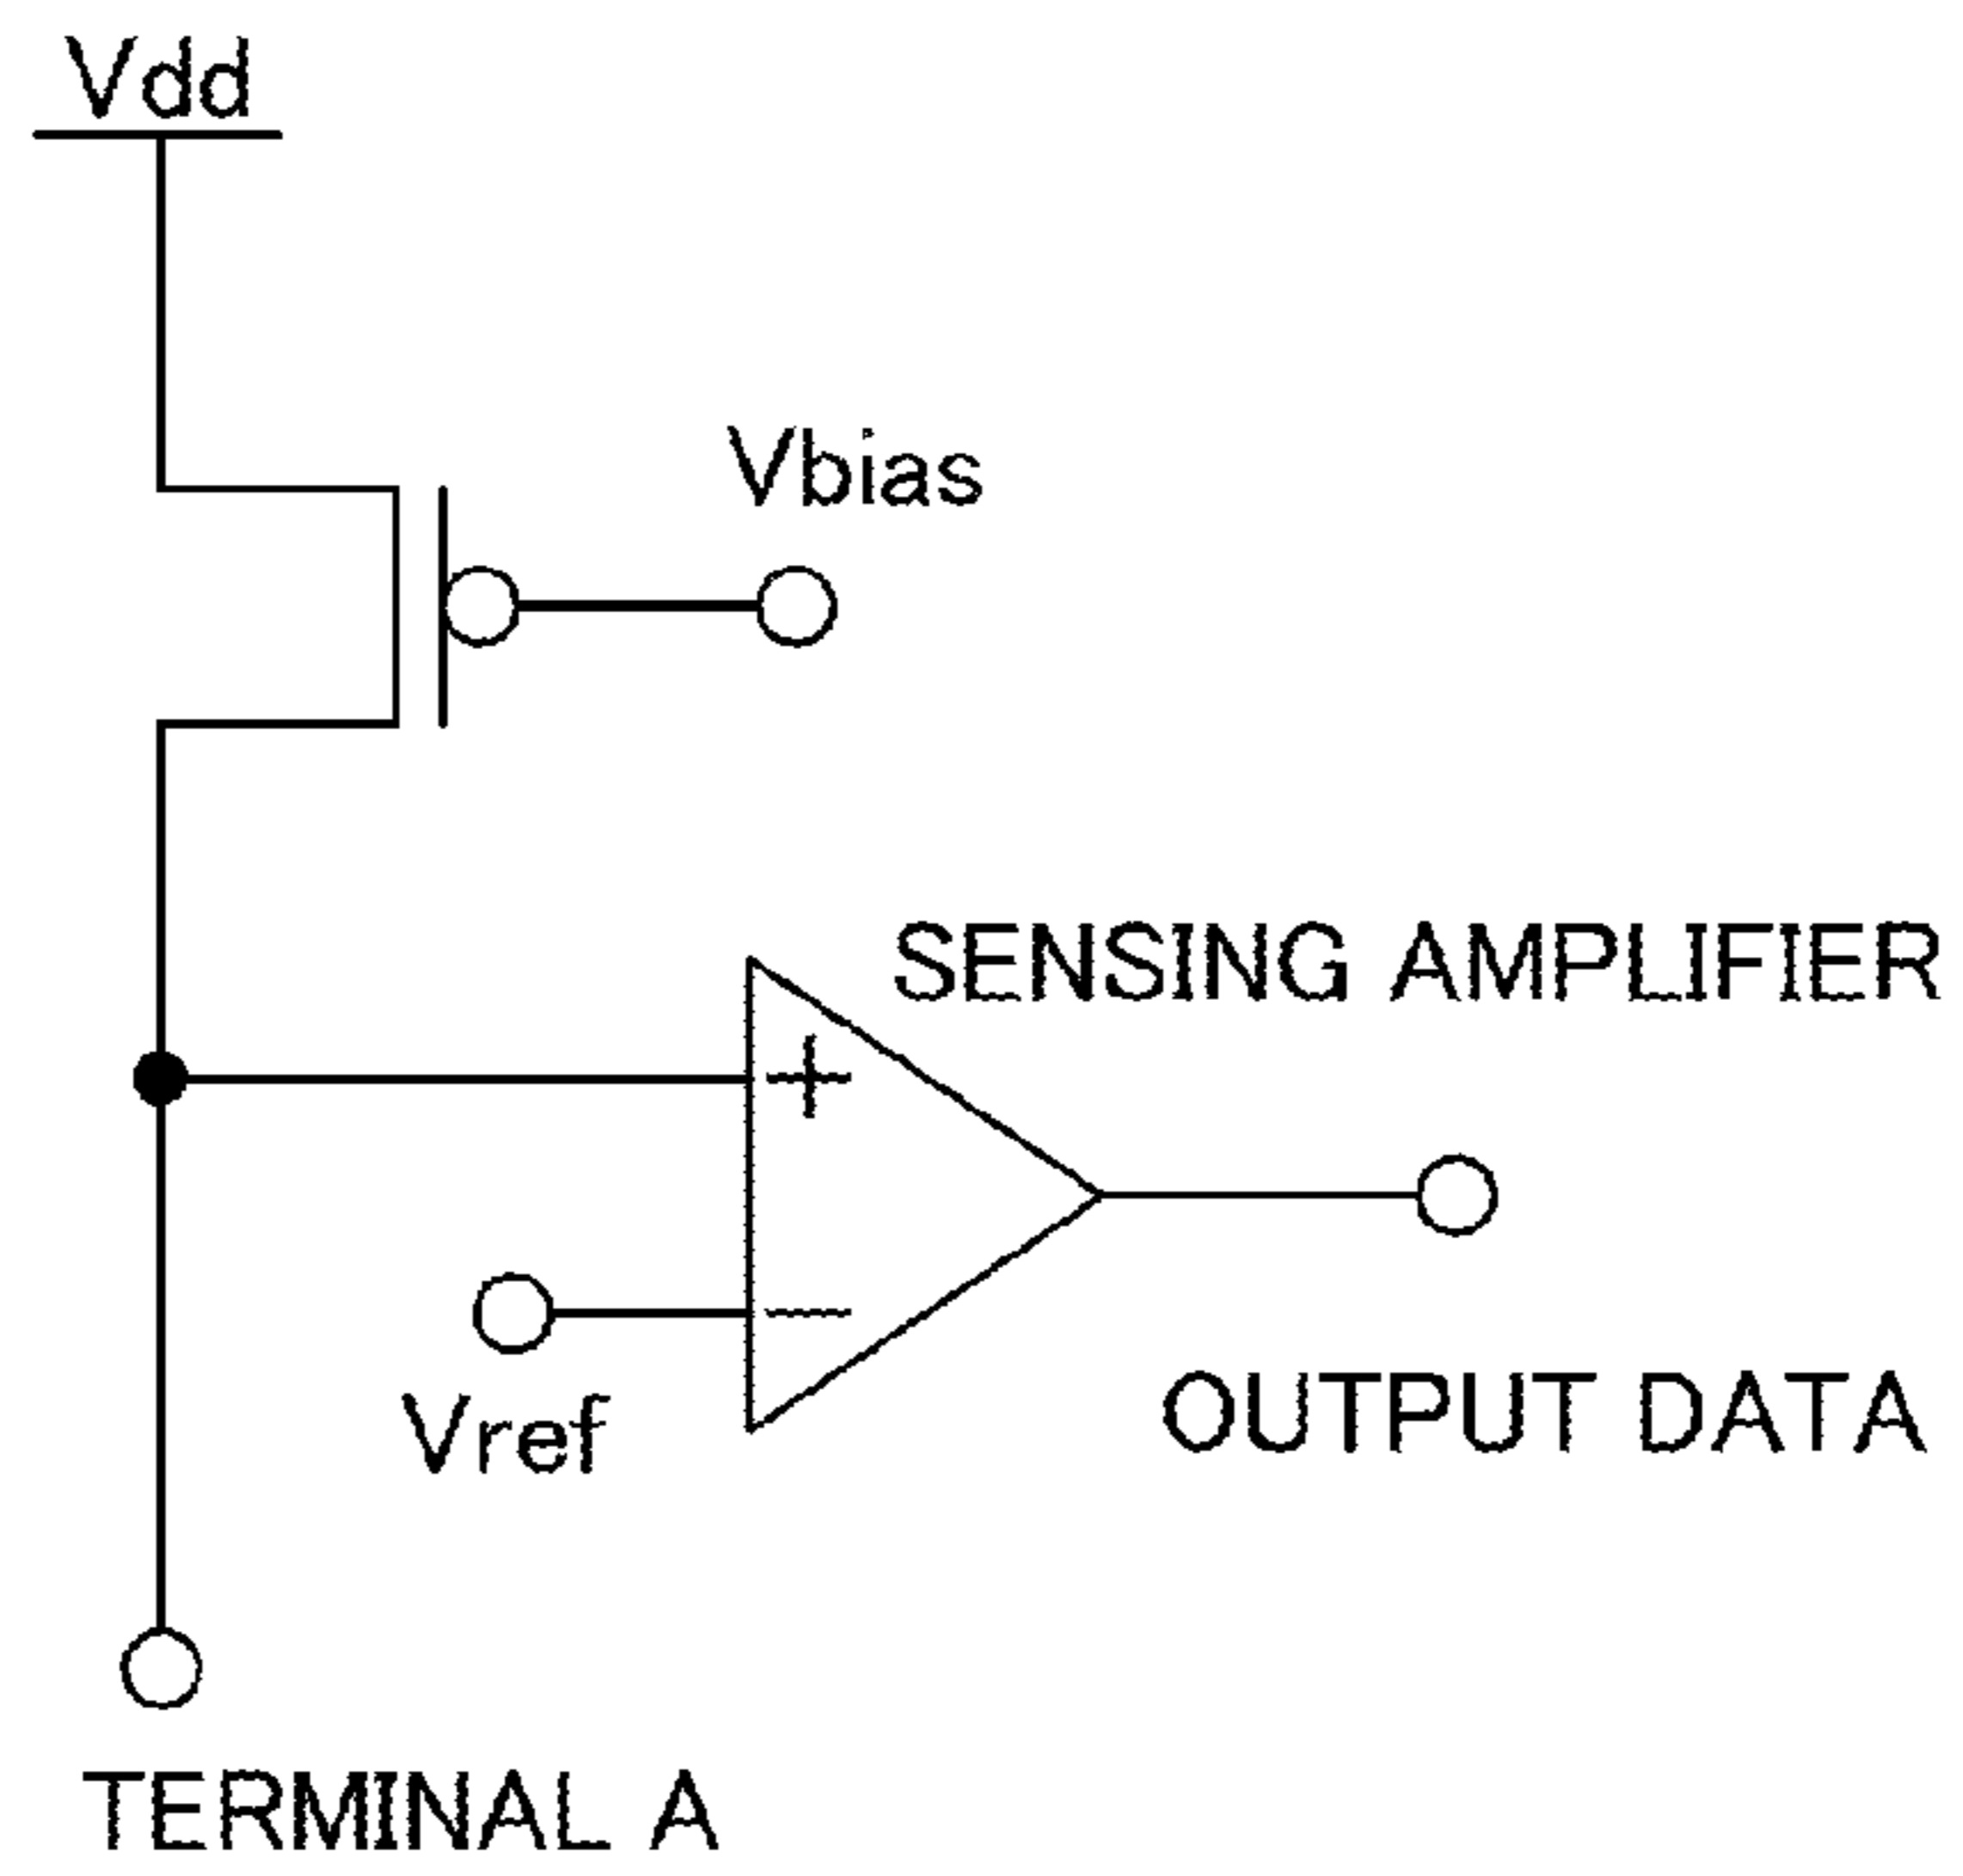 Vdd
Vbias
SENSING AMPLIFIER
+
−
Vref
OUTPUT DATA
TERMINAL A